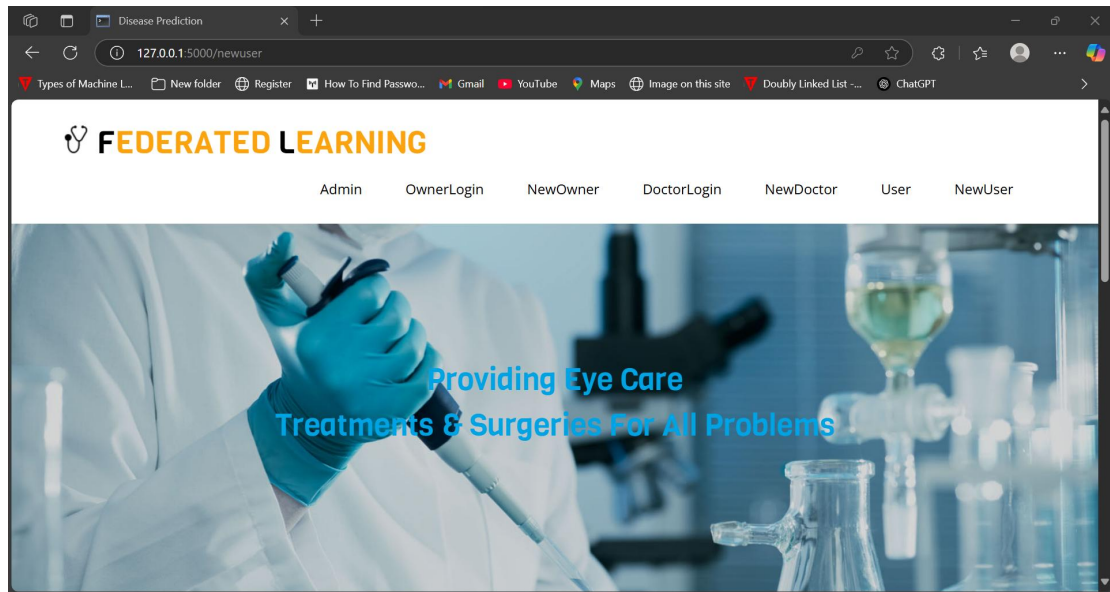 Disease Prediction
127.0.0.1:5000/newuser
Types of Machine L... New folder Register How To Find Passwo... Gmail YouTube Maps Image on this site Doubly Linked List -... ChatGPT
FEDERATED LEARNING
Admin OwnerLogin NewOwner DoctorLogin NewDoctor User NewUser
Providing Eye Care
Treatments & Surgeries For All Problems